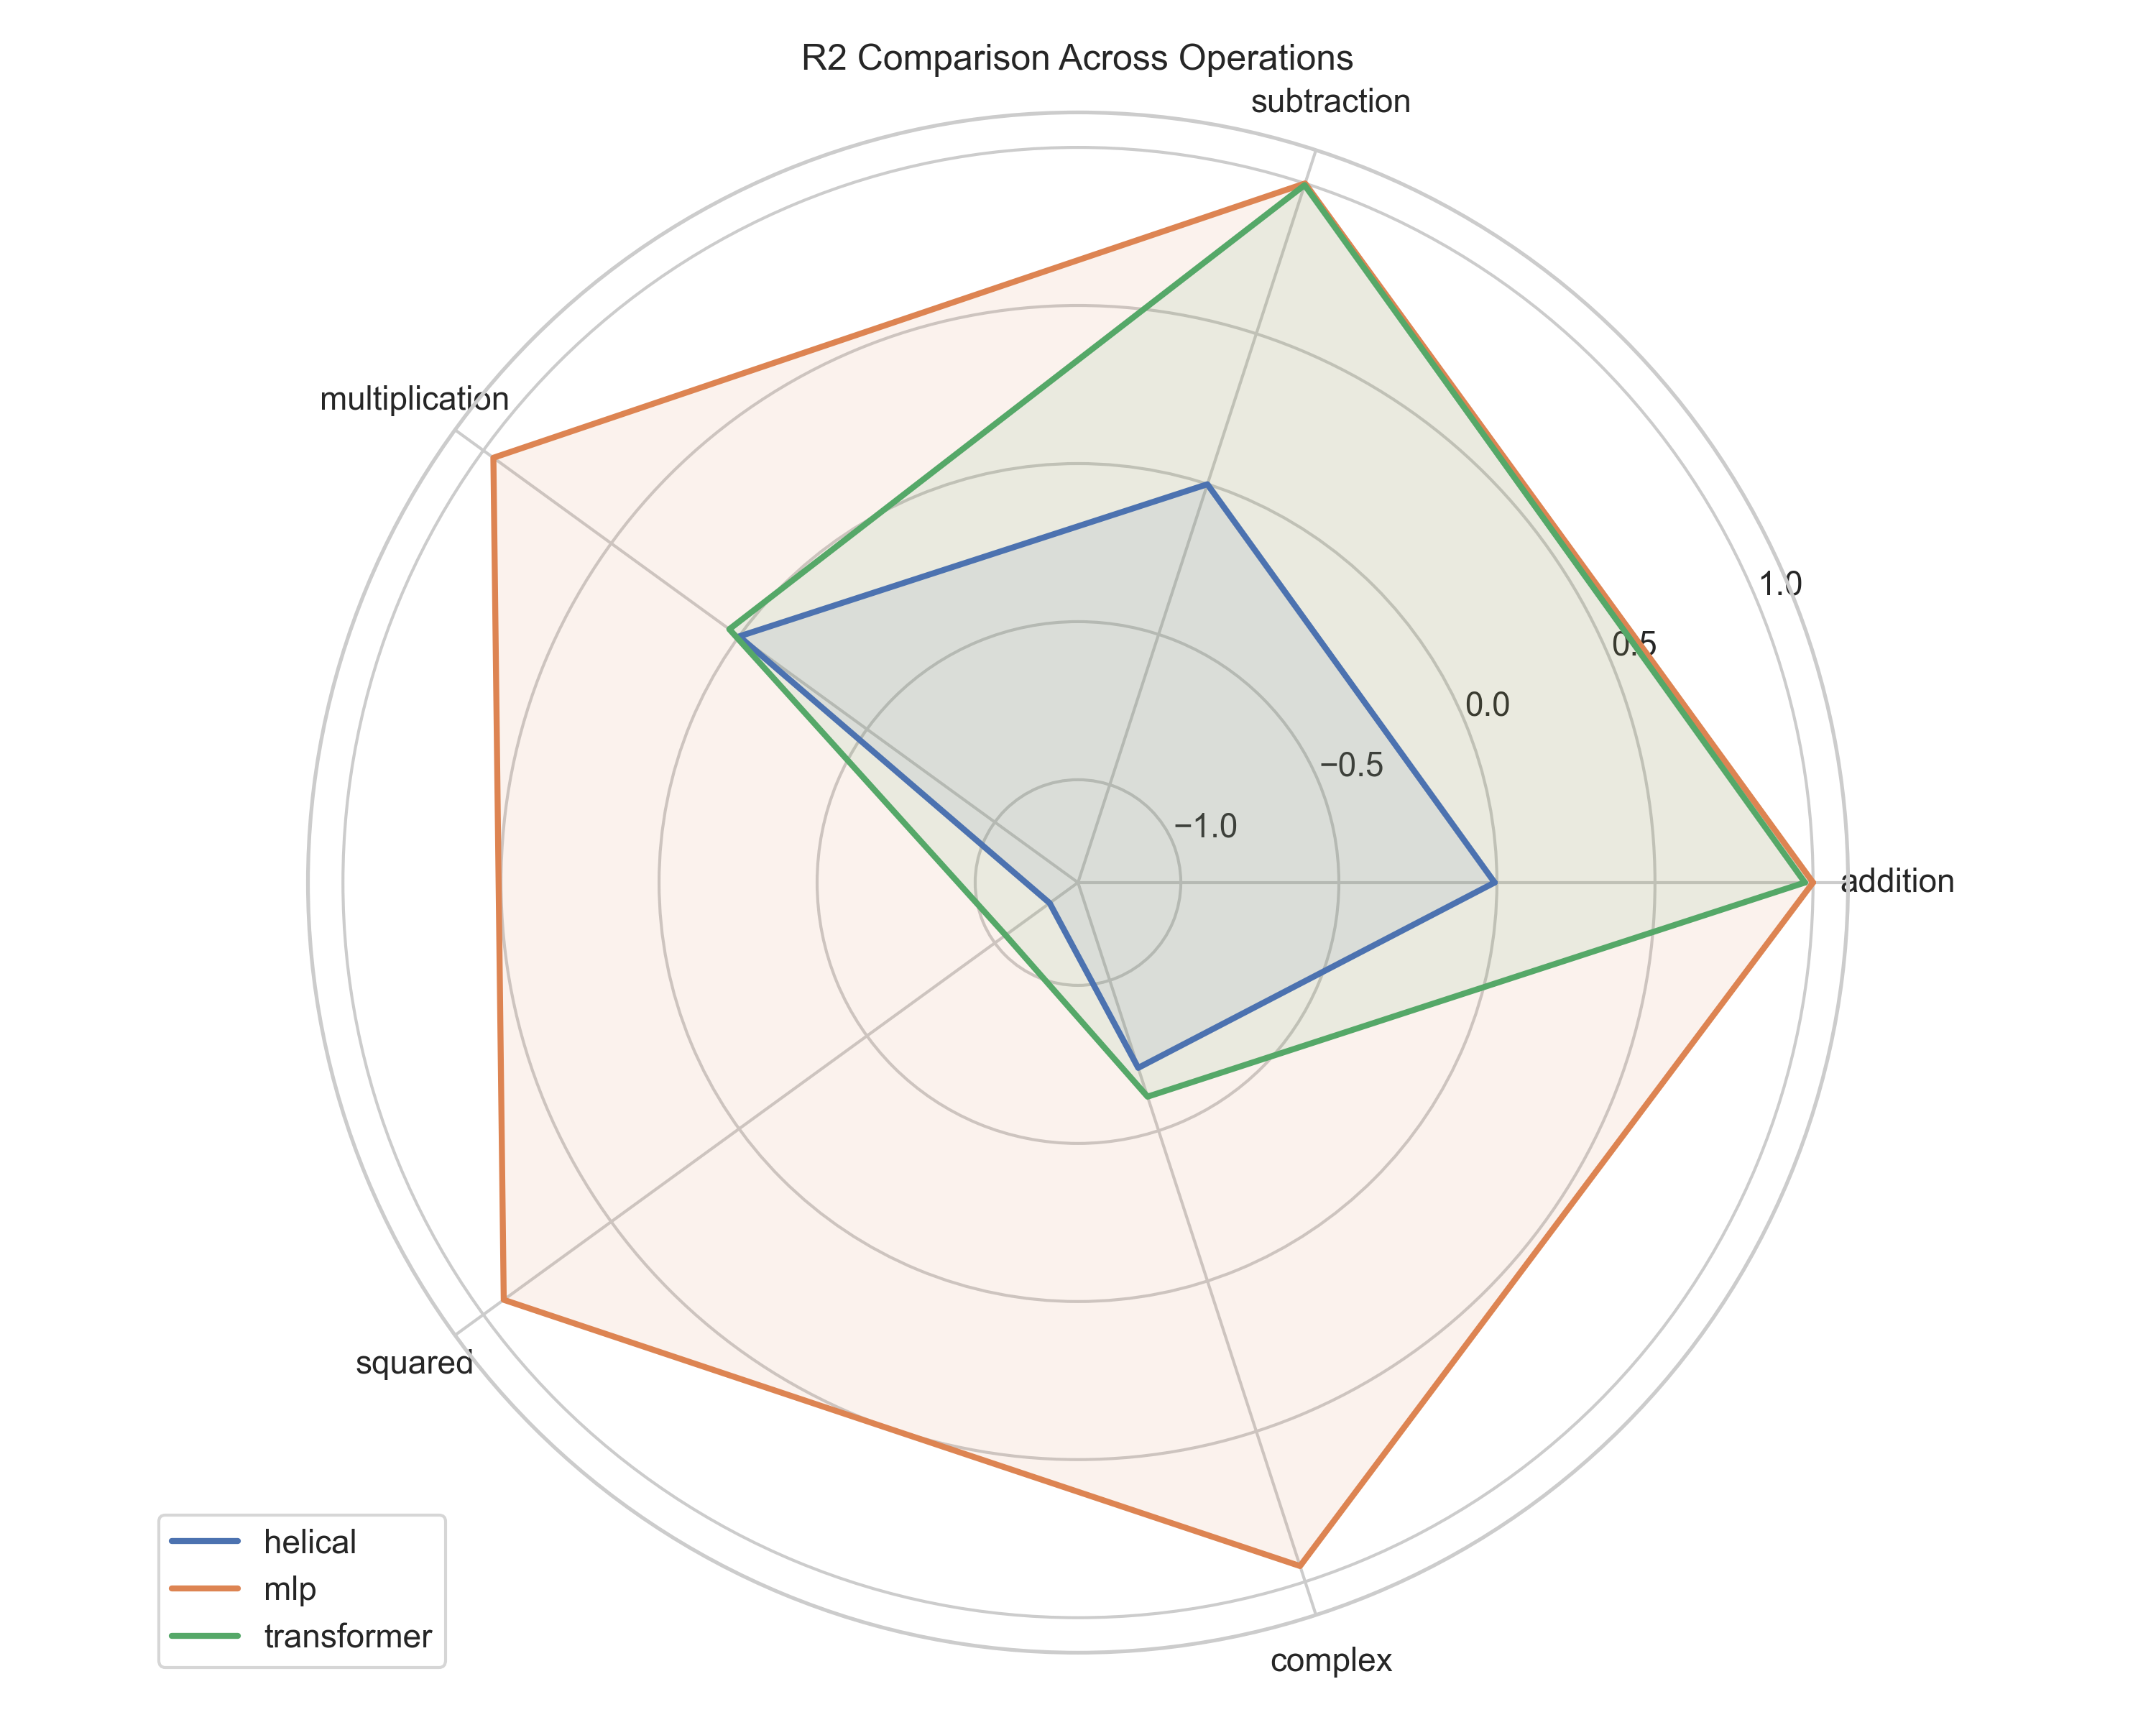 R2 Comparison Across Operations
subtraction
multiplication
1.0
0.5
0.0
−0.5
−1.0
addition
squared
helical
mlp
transformer
complex